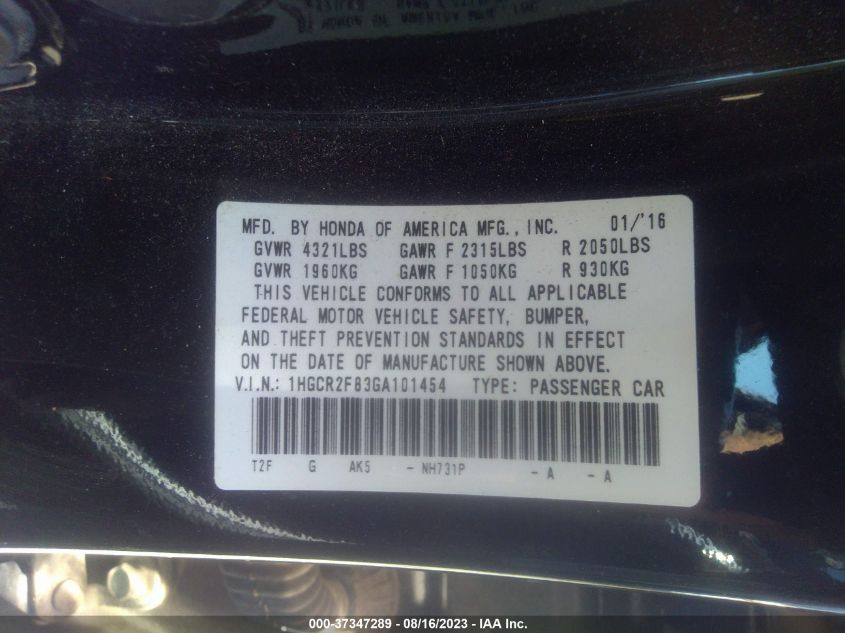 MFD. BY HONDA OF AMERICA MFG., INC. 01/'16
GVWR 4321LBS GAWR F 2315LBS R 2050LBS
GVWR 1960KG GAWR F 1050KG R 930KG
THIS VEHICLE CONFORMS TO ALL APPLICABLE
FEDERAL MOTOR VEHICLE SAFETY, BUMPER,
AND THEFT PREVENTION STANDARDS IN EFFECT
ON THE DATE OF MANUFACTURE SHOWN ABOVE.
V.I.N.: 1HGCR2F83GA101454 TYPE: PASSENGER CAR
T2F G AK5 - NH731P - A - A
000-37347289 - 08/16/2023 - IAA Inc.